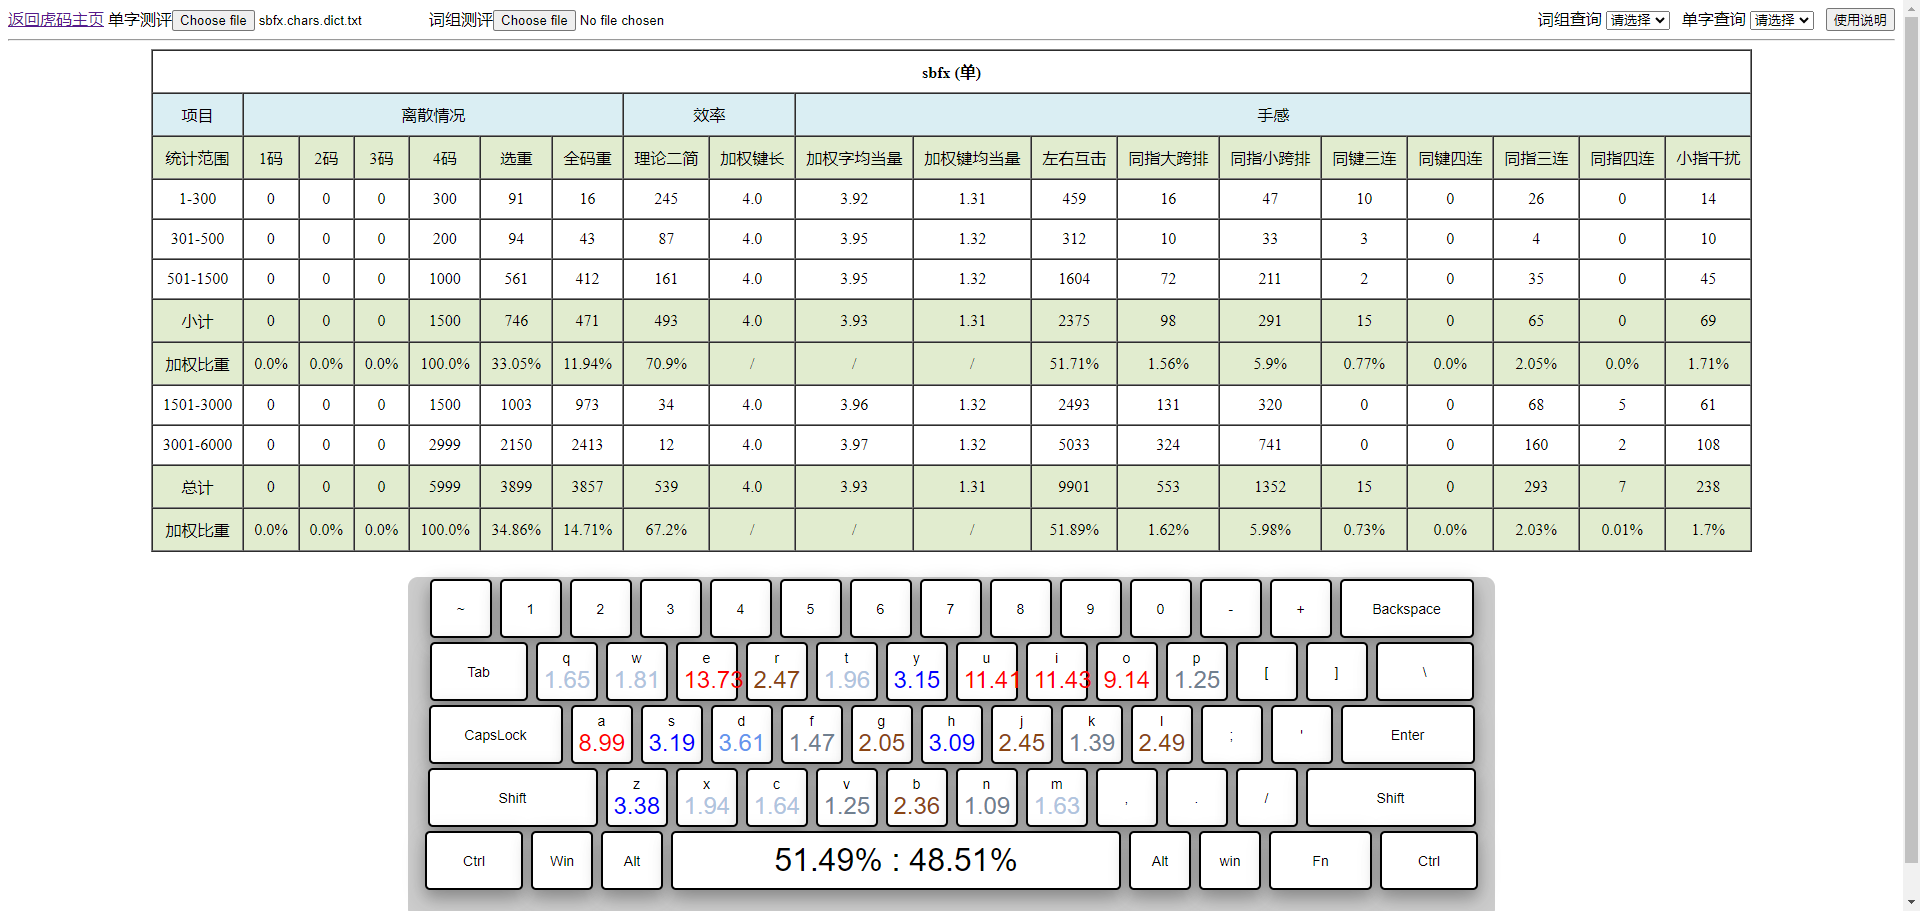 返回虎码主页 单字测评 Choose file sbfx.chars.dict.txt 词组测评 Choose file No file chosen 词组查询 请选择 单字查询 请选择 使用说明
sbfx (单)
项目 离散情况 效率 手感
统计范围 1码 2码 3码 4码 选重 全码重 理论二简 加权键长 加权字均当量 加权键均当量 左右互击 同指大跨排 同指小跨排 同键三连 同键四连 同指三连 同指四连 小指干扰
1-300 0 0 0 300 91 16 245 4.0 3.92 1.31 459 16 47 10 0 26 0 14
301-500 0 0 0 200 94 43 87 4.0 3.95 1.32 312 10 33 3 0 4 0 10
501-1500 0 0 0 1000 561 412 161 4.0 3.95 1.32 1604 72 211 2 0 35 0 45
小计 0 0 0 1500 746 471 493 4.0 3.93 1.31 2375 98 291 15 0 65 0 69
加权比重 0.0% 0.0% 0.0% 100.0% 33.05% 11.94% 70.9% / / / 51.71% 1.56% 5.9% 0.77% 0.0% 2.05% 0.0% 1.71%
1501-3000 0 0 0 1500 1003 973 34 4.0 3.96 1.32 2493 131 320 0 0 68 5 61
3001-6000 0 0 0 2999 2150 2413 12 4.0 3.97 1.32 5033 324 741 0 0 160 2 108
总计 0 0 0 5999 3899 3857 539 4.0 3.93 1.31 9901 553 1352 15 0 293 7 238
加权比重 0.0% 0.0% 0.0% 100.0% 34.86% 14.71% 67.2% / / / 51.89% 1.62% 5.98% 0.73% 0.0% 2.03% 0.01% 1.7%
~ 1 2 3 4 5 6 7 8 9 0 - + Backspace
q w e r t y u i o p
Tab 1.65 1.81 13.73 2.47 1.96 3.15 11.41 11.43 9.14 1.25 [ ] \
a s d f g h j k l
CapsLock 8.99 3.19 3.61 1.47 2.05 3.09 2.45 1.39 2.49 ; ' Enter
z x c v b n m
Shift 3.38 1.94 1.64 1.25 2.36 1.09 1.63 , . / Shift
Ctrl Win Alt 51.49% : 48.51% Alt win Fn Ctrl